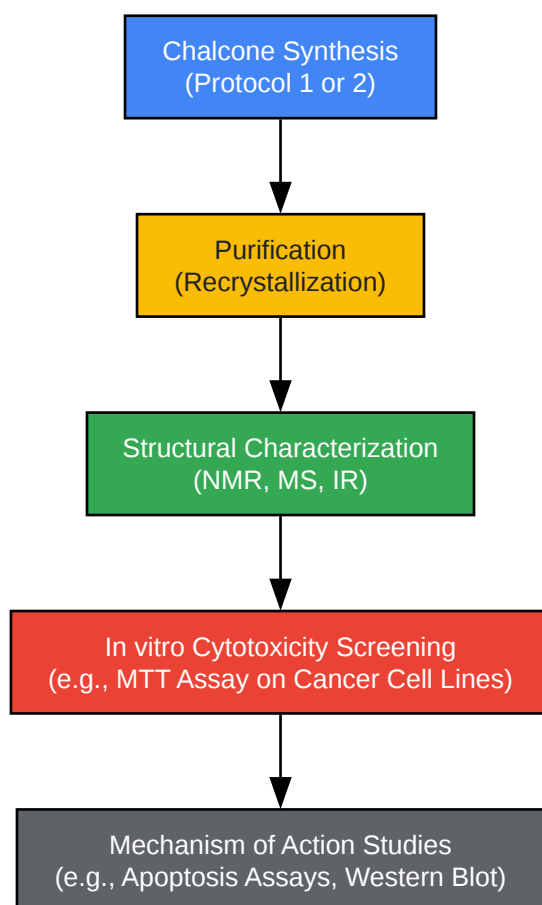 Chalcone Synthesis
(Protocol 1 or 2)
Purification
(Recrystallization)
Structural Characterization
(NMR, MS, IR)
In vitro Cytotoxicity Screening
(e.g., MTT Assay on Cancer Cell Lines)
Mechanism of Action Studies
(e.g., Apoptosis Assays, Western Blot)